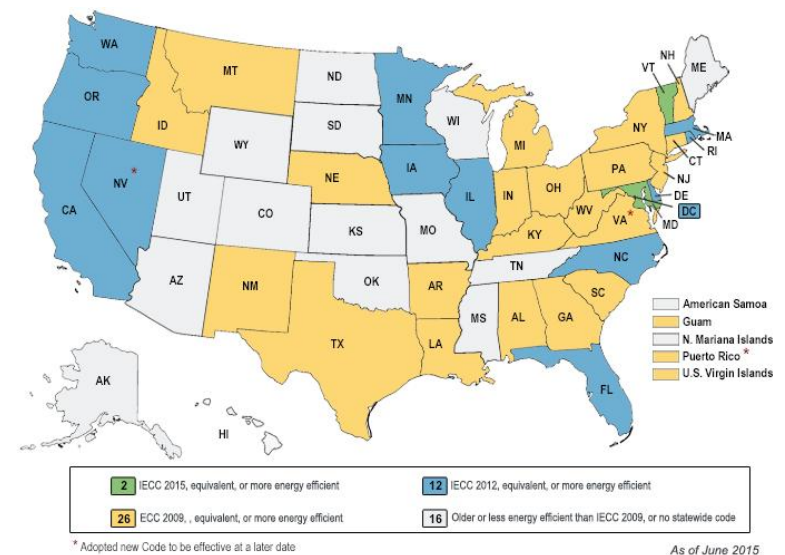 WA
OR
CA
NV *
ID
MT
WY
UT
AZ
CO
NM
ND
SD
NE
KS
OK
TX
MN
IA
MO
AR
LA
WI
IL
MS
MI
IN
OH
KY
TN
AL
GA
FL
SC
NC
VA *
WV
PA
NY
VT
NH
ME
MA
RI
CT
NJ
DE
DC
MD
AK
HI
American Samoa
Guam
N. Mariana Islands
Puerto Rico *
U.S. Virgin Islands
2 IECC 2015, equivalent, or more energy efficient
12 IECC 2012, equivalent, or more energy efficient
26 ECC 2009, , equivalent, or more energy efficient
16 Older or less energy efficient than IECC 2009, or no statewide code
* Adopted new Code to be effective at a later date
As of June 2015